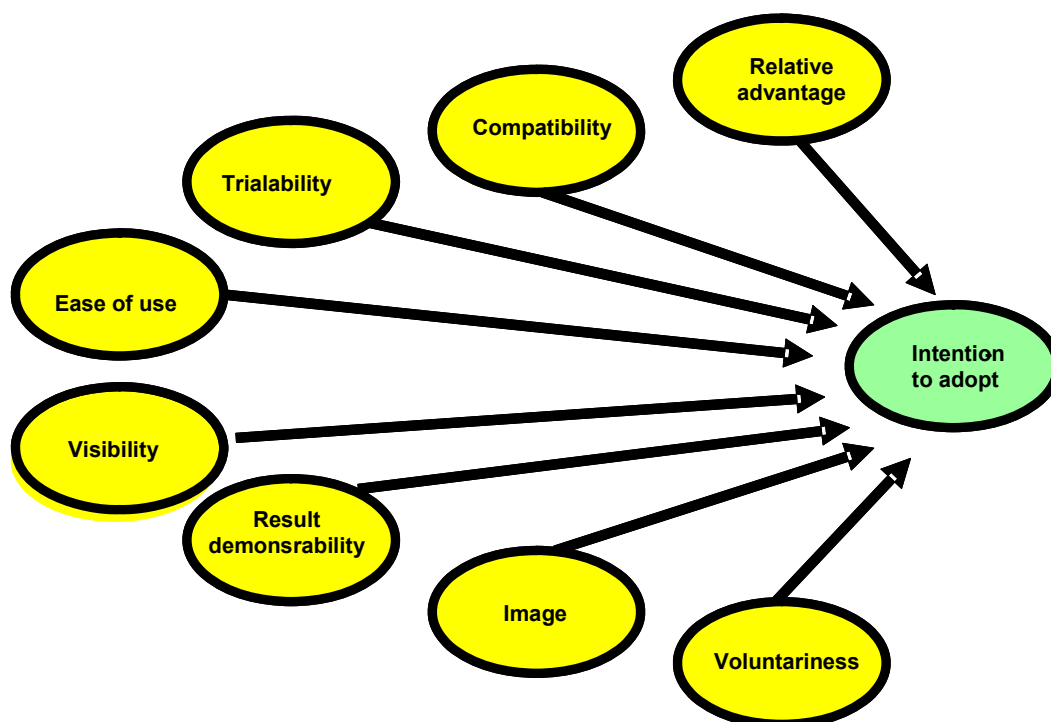 Relative
advantage
Compatibility
Trialability
Ease of use
Intention
to adopt
Visibility
Result
demonsrability
Image
Voluntariness